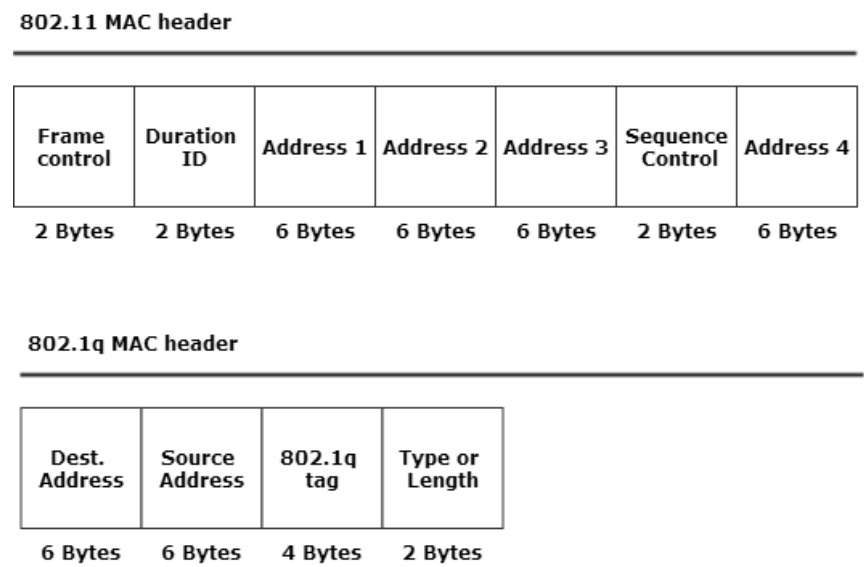 802.11 MAC header
Frame control
Duration ID
Address 1
Address 2
Address 3
Sequence Control
Address 4
2 Bytes
2 Bytes
6 Bytes
6 Bytes
6 Bytes
2 Bytes
6 Bytes
802.1q MAC header
Dest. Address
Source Address
802.1q tag
Type or Length
6 Bytes
6 Bytes
4 Bytes
2 Bytes